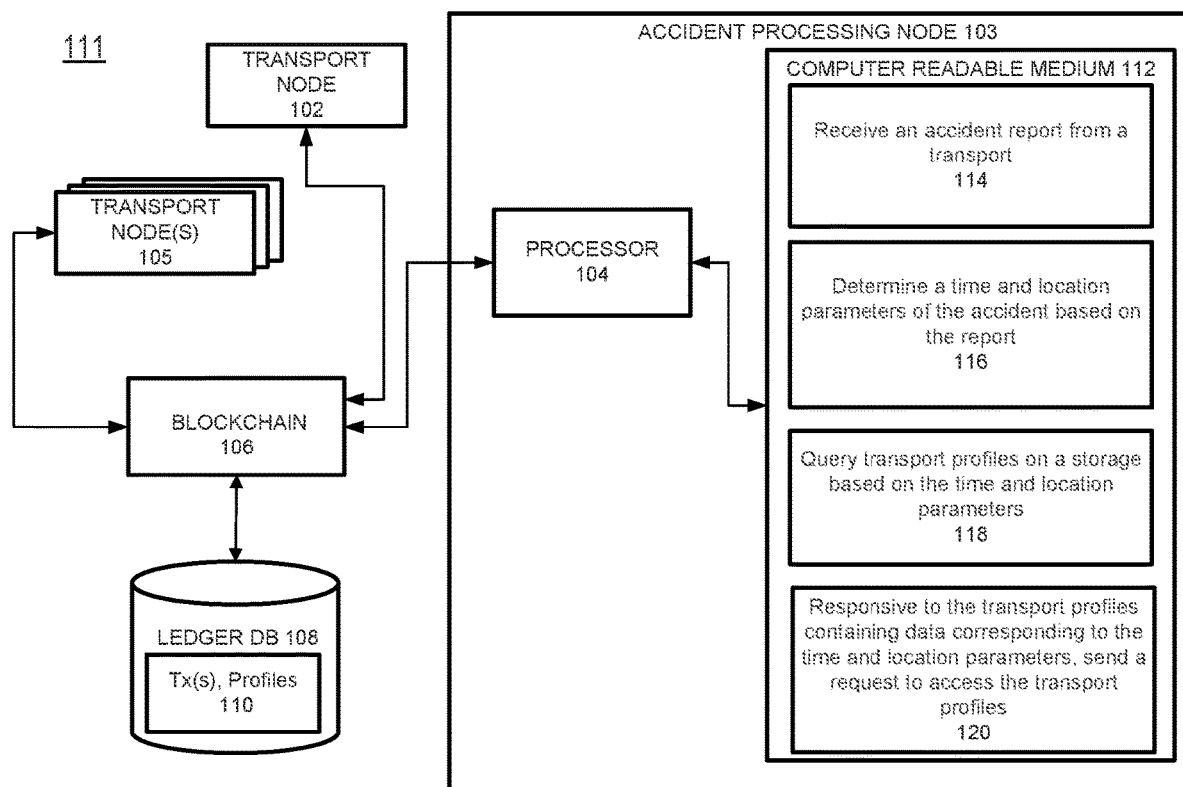 111
TRANSPORT
NODE
102
TRANSPORT
NODE(S)
105
BLOCKCHAIN
106
LEDGER DB 108
Tx(s), Profiles
110
ACCIDENT PROCESSING NODE 103
PROCESSOR
104
COMPUTER READABLE MEDIUM 112
Receive an accident report from a
transport
114
Determine a time and location
parameters of the accident based on
the report
116
Query transport profiles on a storage
based on the time and location
parameters
118
Responsive to the transport profiles
containing data corresponding to the
time and location parameters, send a
request to access the transport
profiles
120